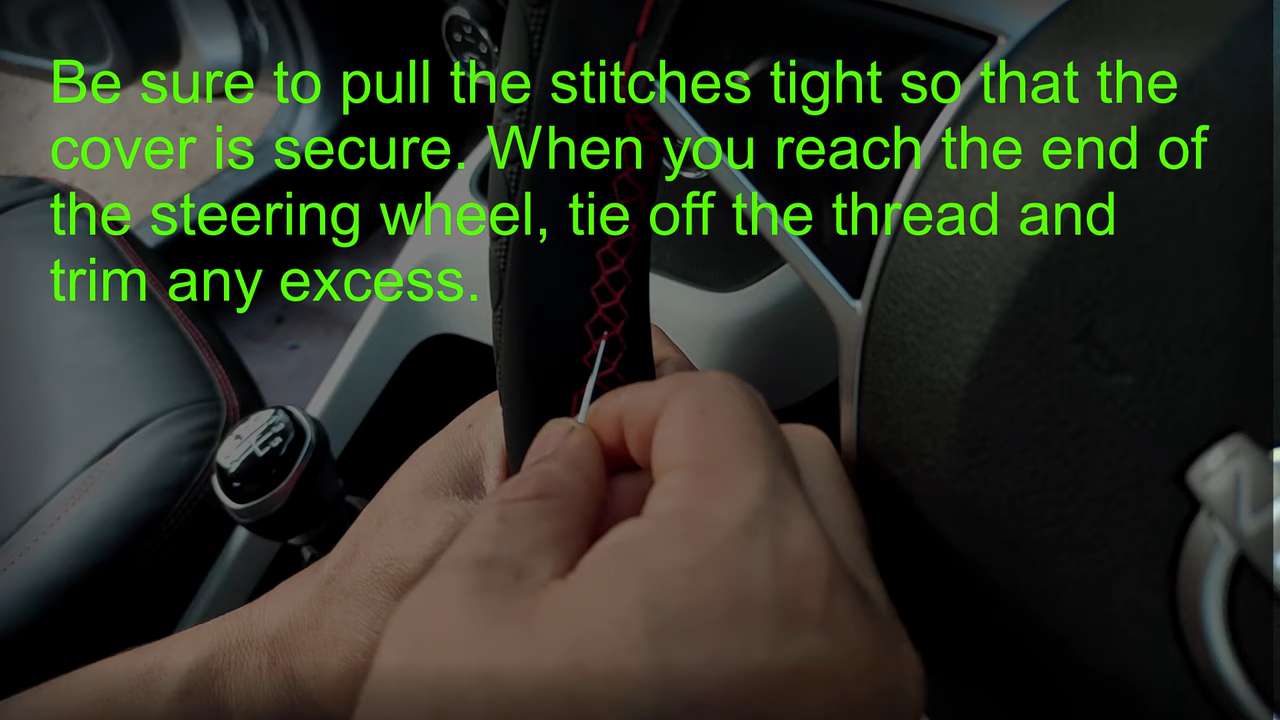 Be sure to pull the stitches tight so that the
cover is secure. When you reach the end of
the steering wheel, tie off the thread and
trim any excess.